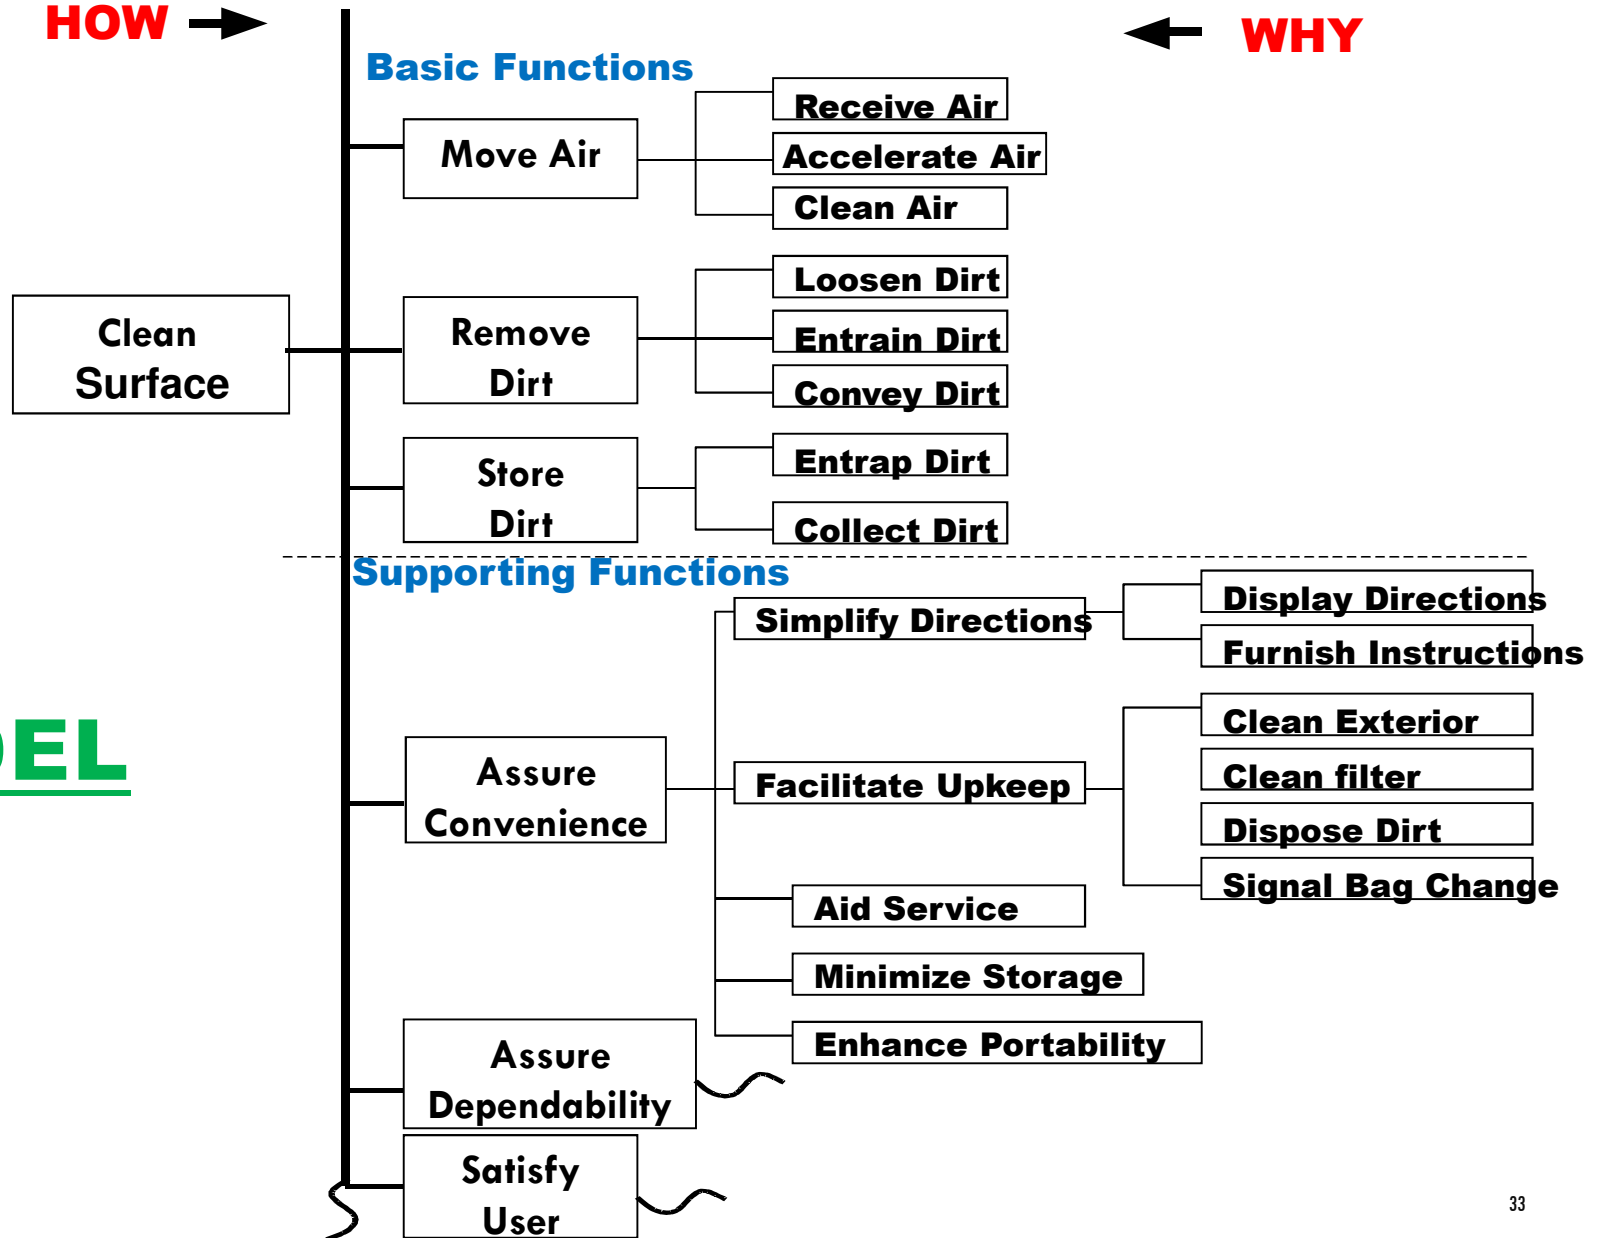 HOW
WHY
Basic Functions
Receive Air
Move Air
Accelerate Air
Clean Air
Loosen Dirt
Clean
Surface
Remove
Dirt
Entrain Dirt
Convey Dirt
Store
Dirt
Entrap Dirt
Collect Dirt
Supporting Functions
Simplify Directions
Display Directions
Furnish Instructions
DEL
Assure
Convenience
Facilitate Upkeep
Clean Exterior
Clean filter
Dispose Dirt
Signal Bag Change
Aid Service
Minimize Storage
Enhance Portability
Assure
Dependability
Satisfy
User
33